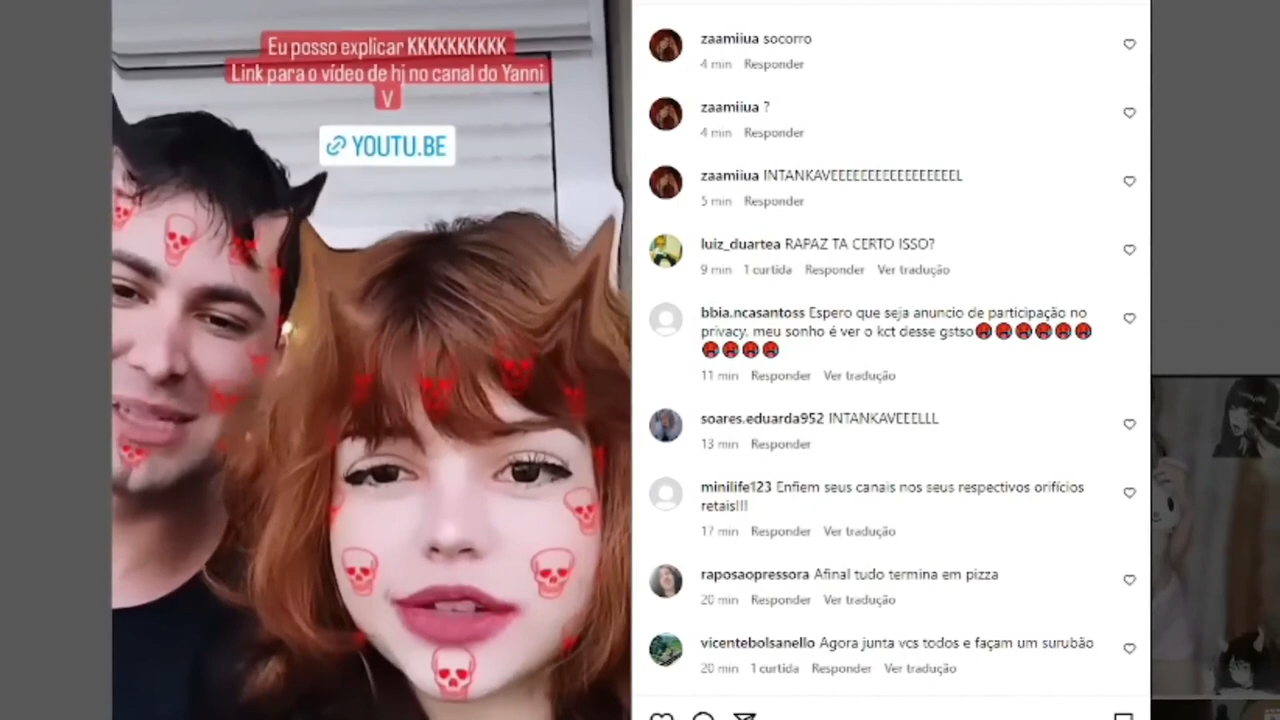 Eu posso explicar KKKKKKKKKK
Link para o vídeo de hj no canal do Yanni
V
YOUTU.BE
zaamiiua socorro
4 min Responder
zaamiiua ?
4 min Responder
zaamiiua INTANKAVEEEEEEEEEEEEEEEEEEL
5 min Responder
luiz_duartea RAPAZ TA CERTO ISSO?
9 min 1 curtida Responder Ver tradução
bbia.ncasantoss Espero que seja anuncio de participação no
privacy, meu sonho é ver o kct desse gstso
11 min Responder Ver tradução
soares.eduarda952 INTANKAVEEELLL
13 min Responder
minilife123 Enfiem seus canais nos seus respectivos orifícios
retais!!!
17 min Responder Ver tradução
raposaopressora Afinal tudo termina em pizza
20 min Responder Ver tradução
vicentebolsanello Agora junta vcs todos e façam um surubão
20 min 1 curtida Responder Ver tradução